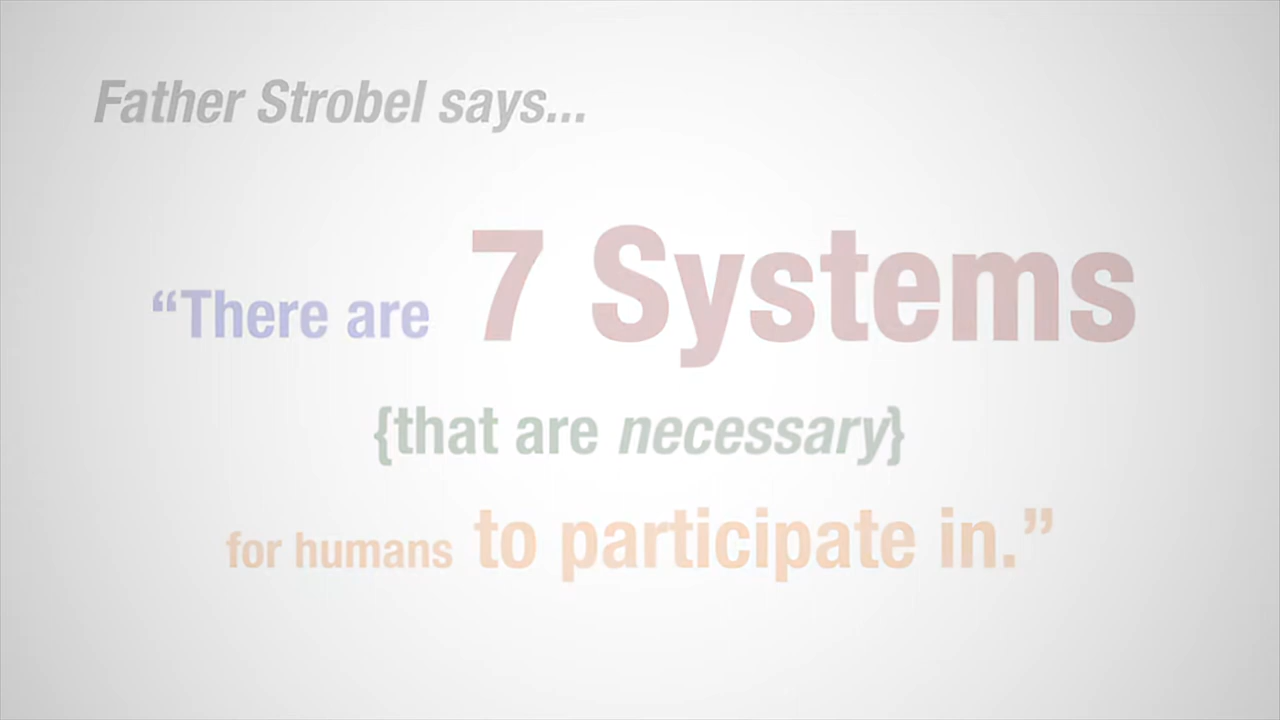 Father Strobel says...
“There are 7 Systems
{that are necessary}
for humans to participate in.”